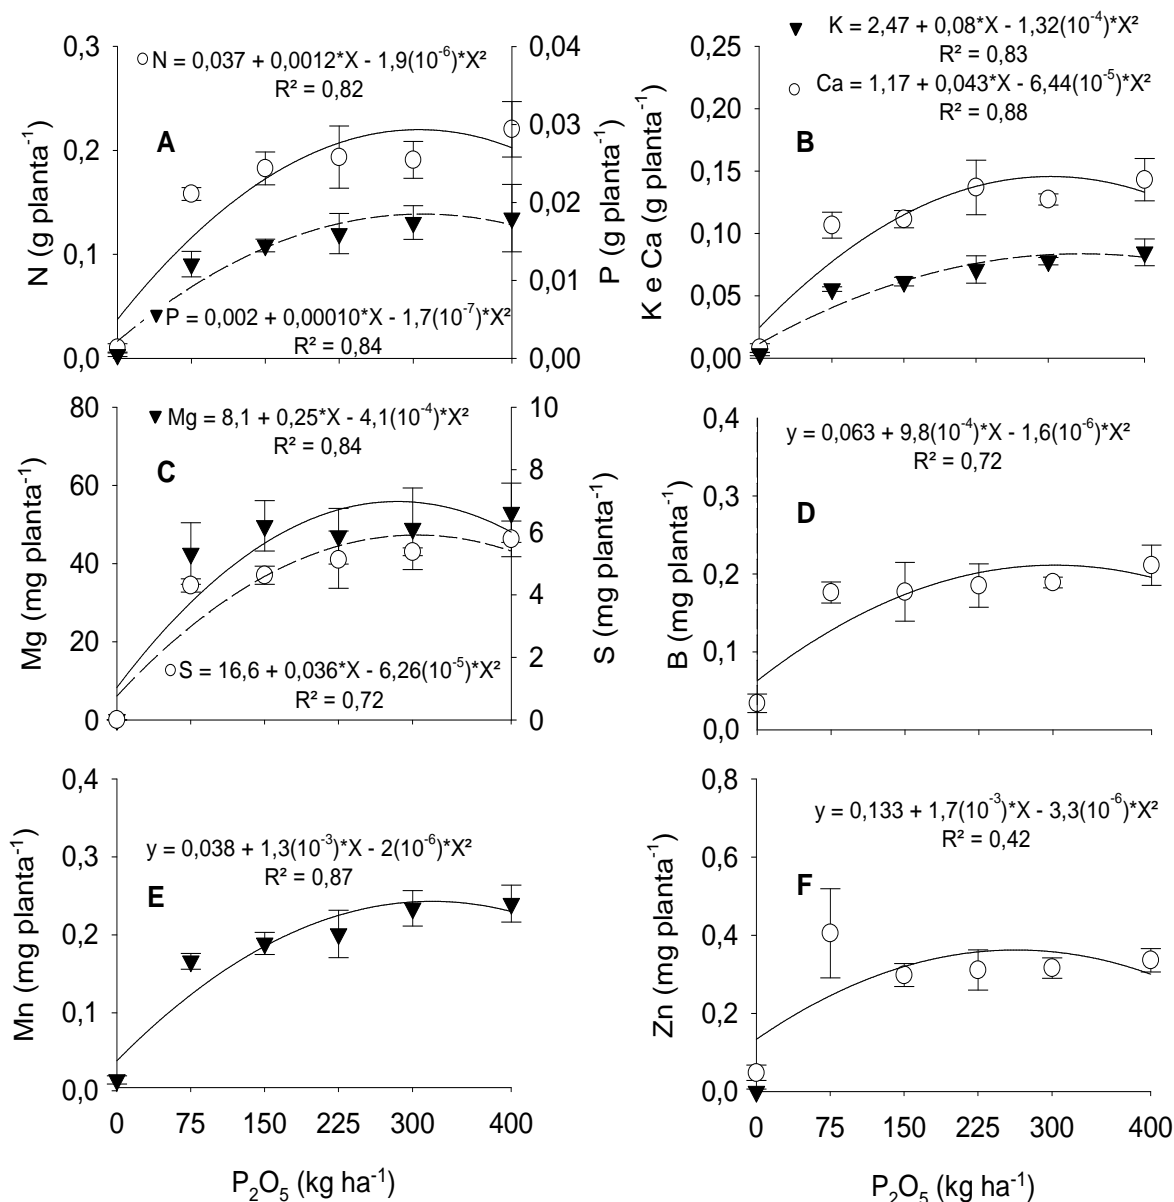 N = 0,037 + 0,0012*X - 1,9(10⁻⁶)*X²
R² = 0,82
A
0,3
0,2
0,1
0,0
N (g planta⁻¹)
0,04
0,03
0,02
0,01
0,00
P (g planta⁻¹)
P = 0,002 + 0,00010*X - 1,7(10⁻⁷)*X²
R² = 0,84
K = 2,47 + 0,08*X - 1,32(10⁻⁴)*X²
R² = 0,83
Ca = 1,17 + 0,043*X - 6,44(10⁻⁵)*X²
R² = 0,88
B
0,25
0,20
0,15
0,10
0,05
0,00
K e Ca (g planta⁻¹)
Mg = 8,1 + 0,25*X - 4,1(10⁻⁴)*X²
R² = 0,84
C
80
60
40
20
0
Mg (mg planta⁻¹)
10
8
6
4
2
0
S (mg planta⁻¹)
S = 16,6 + 0,036*X - 6,26(10⁻⁵)*X²
R² = 0,72
y = 0,063 + 9,8(10⁻⁴)*X - 1,6(10⁻⁶)*X²
R² = 0,72
D
0,4
0,3
0,2
0,1
0,0
B (mg planta⁻¹)
y = 0,038 + 1,3(10⁻³)*X - 2(10⁻⁶)*X²
R² = 0,87
E
0,4
0,3
0,2
0,1
0,0
Mn (mg planta⁻¹)
0 75 150 225 300 400
P₂O₅ (kg ha⁻¹)
y = 0,133 + 1,7(10⁻³)*X - 3,3(10⁻⁶)*X²
R² = 0,42
F
0,8
0,6
0,4
0,2
0,0
Zn (mg planta⁻¹)
0 75 150 225 300 400
P₂O₅ (kg ha⁻¹)